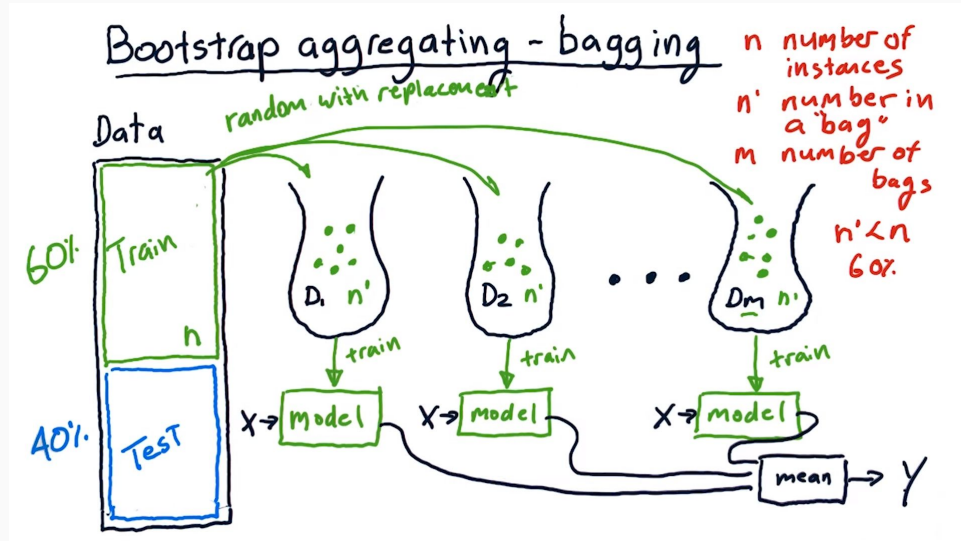 Bootstrap aggregating - bagging
random with replacement
n number of
instances
n' number in
a "bag"
m number of
bags
n'<n
60%
Data
60%
Train
n
40%
Test
D1 n'
D2 n'
...
Dm n'
train
train
train
X→ model
X→ model
X→ model
mean → Y